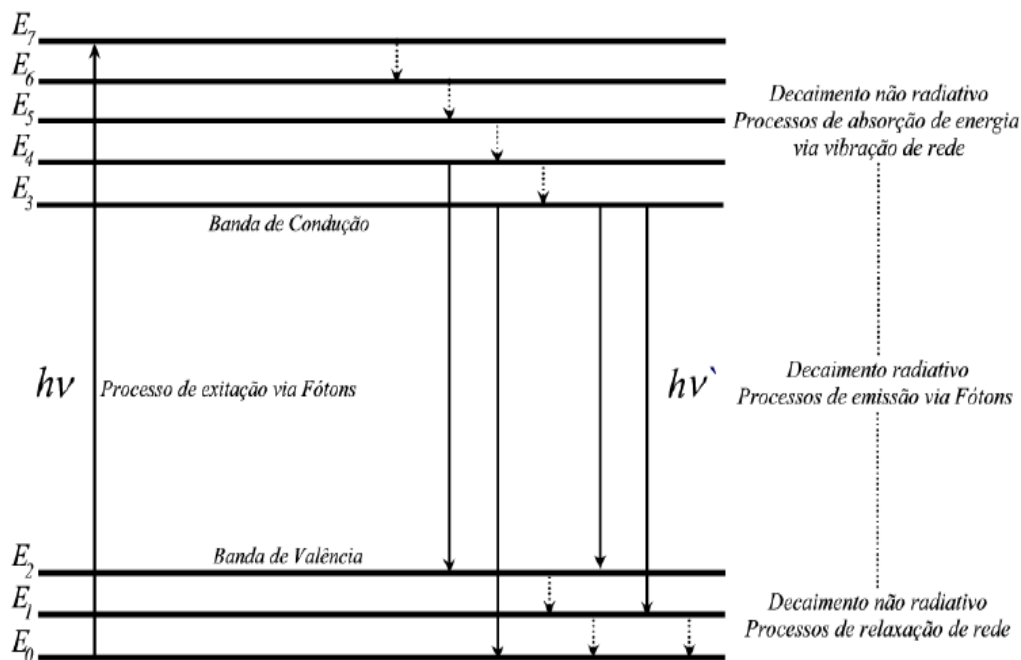 E7
E6
E5
E4
E3
Decaimento não radiativo
Processos de absorção de energia
via vibração de rede
Banda de Condução
hν
Processo de exitação via Fótons
hν`
Decaimento radiativo
Processos de emissão via Fótons
Banda de Valência
E2
E1
E0
Decaimento não radiativo
Processos de relaxação de rede